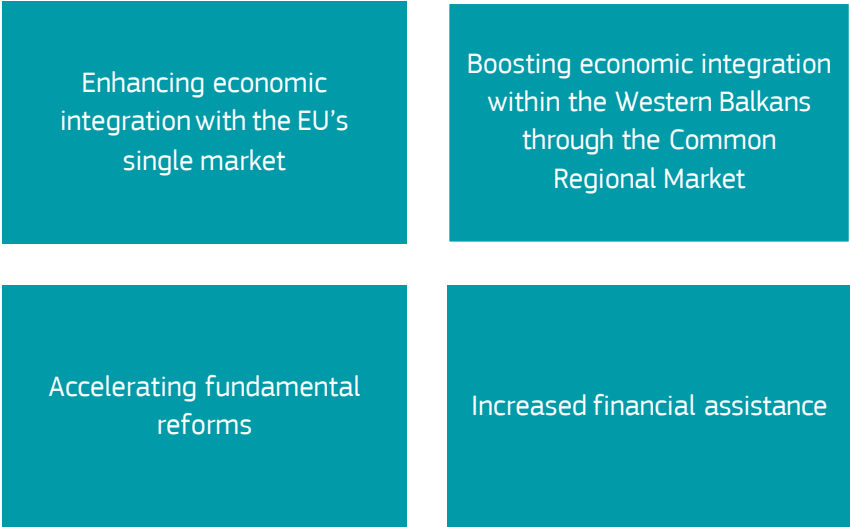 Enhancing economic
integration with the EU’s
single market
Boosting economic integration
within the Western Balkans
through the Common
Regional Market
Accelerating fundamental
reforms
Increased financial assistance